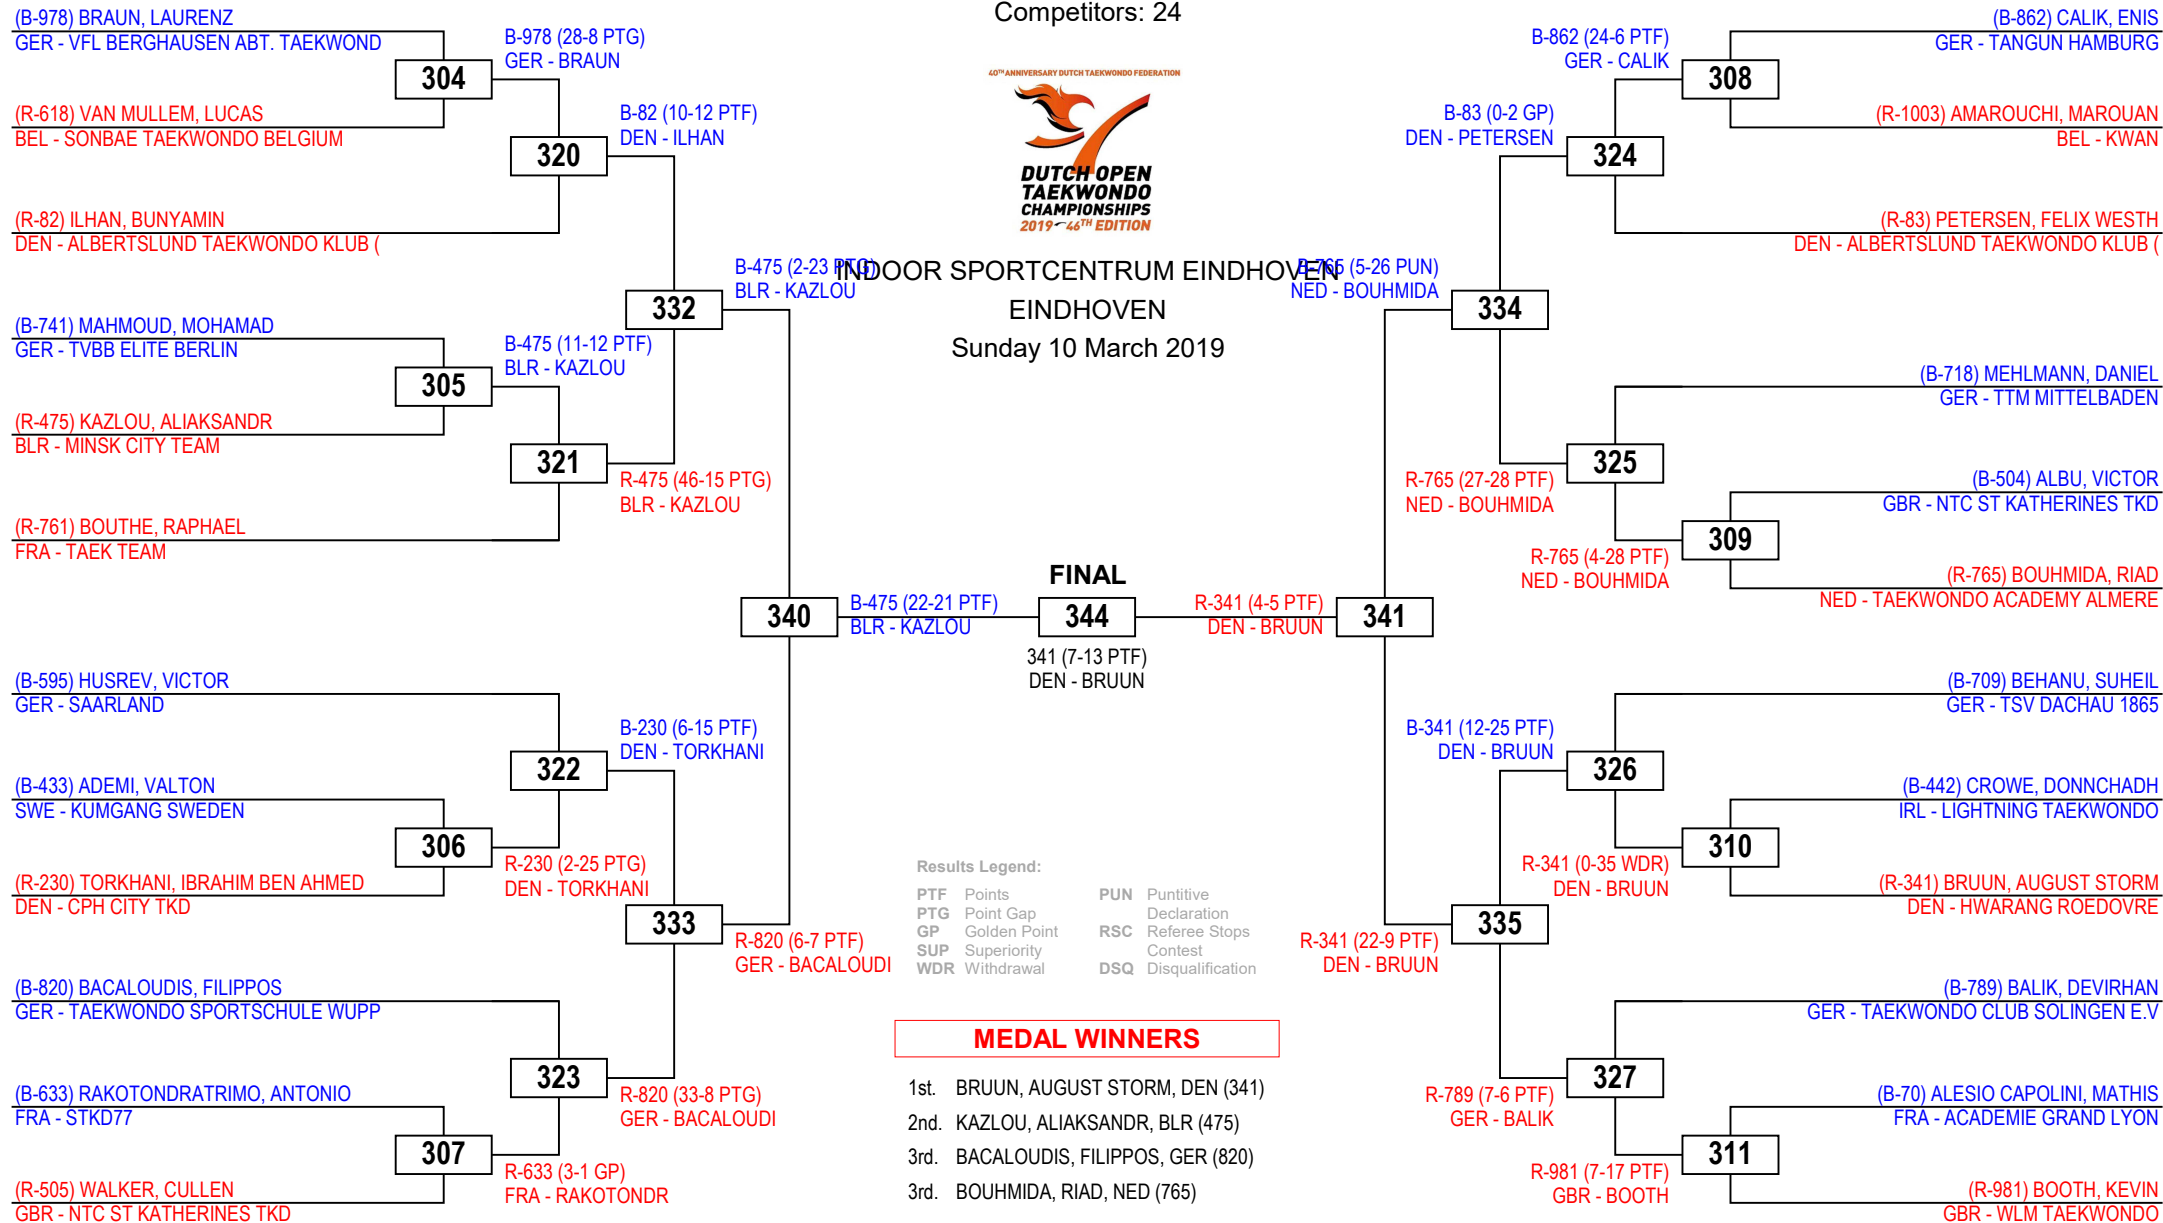 Competitors: 24
40TH ANNIVERSARY DUTCH TAEKWONDO FEDERATION
DUTCH OPEN
TAEKWONDO
CHAMPIONSHIPS
2019 46TH EDITION
INDOOR SPORTCENTRUM EINDHOVEN
EINDHOVEN
Sunday 10 March 2019
(B-978) BRAUN, LAURENZ
GER - VFL BERGHAUSEN ABT. TAEKWOND
304
(R-618) VAN MULLEM, LUCAS
BEL - SONBAE TAEKWONDO BELGIUM
B-978 (28-8 PTG)
GER - BRAUN
320
(R-82) ILHAN, BUNYAMIN
DEN - ALBERTSLUND TAEKWONDO KLUB (
B-82 (10-12 PTF)
DEN - ILHAN
332
(B-741) MAHMOUD, MOHAMAD
GER - TVBB ELITE BERLIN
305
(R-475) KAZLOU, ALIAKSANDR
BLR - MINSK CITY TEAM
B-475 (11-12 PTF)
BLR - KAZLOU
321
(R-761) BOUTHE, RAPHAEL
FRA - TAEK TEAM
R-475 (46-15 PTG)
BLR - KAZLOU
B-475 (2-23 PTG)
BLR - KAZLOU
340
(B-595) HUSREV, VICTOR
GER - SAARLAND
322
(B-433) ADEMI, VALTON
SWE - KUMGANG SWEDEN
306
(R-230) TORKHANI, IBRAHIM BEN AHMED
DEN - CPH CITY TKD
R-230 (2-25 PTG)
DEN - TORKHANI
B-230 (6-15 PTF)
DEN - TORKHANI
333
(B-820) BACALOUDIS, FILIPPOS
GER - TAEKWONDO SPORTSCHULE WUPP
323
(B-633) RAKOTONDRATRIMO, ANTONIO
FRA - STKD77
307
(R-505) WALKER, CULLEN
GBR - NTC ST KATHERINES TKD
R-633 (3-1 GP)
FRA - RAKOTONDR
R-820 (33-8 PTG)
GER - BACALOUDI
R-820 (6-7 PTF)
GER - BACALOUDI
B-475 (22-21 PTF)
BLR - KAZLOU
FINAL
344
341 (7-13 PTF)
DEN - BRUUN
R-341 (4-5 PTF)
DEN - BRUUN
341
(B-862) CALIK, ENIS
GER - TANGUN HAMBURG
308
(R-1003) AMAROUCHI, MAROUAN
BEL - KWAN
B-862 (24-6 PTF)
GER - CALIK
324
(R-83) PETERSEN, FELIX WESTH
DEN - ALBERTSLUND TAEKWONDO KLUB (
B-83 (0-2 GP)
DEN - PETERSEN
334
B-765 (5-26 PUN)
NED - BOUHMIDA
(B-718) MEHLMANN, DANIEL
GER - TTM MITTELBADEN
325
(B-504) ALBU, VICTOR
GBR - NTC ST KATHERINES TKD
309
(R-765) BOUHMIDA, RIAD
NED - TAEKWONDO ACADEMY ALMERE
R-765 (4-28 PTF)
NED - BOUHMIDA
R-765 (27-28 PTF)
NED - BOUHMIDA
(B-709) BEHANU, SUHEIL
GER - TSV DACHAU 1865
326
(B-442) CROWE, DONNCHADH
IRL - LIGHTNING TAEKWONDO
310
(R-341) BRUUN, AUGUST STORM
DEN - HWARANG ROEDOVRE
R-341 (0-35 WDR)
DEN - BRUUN
B-341 (12-25 PTF)
DEN - BRUUN
335
R-341 (22-9 PTF)
DEN - BRUUN
(B-789) BALIK, DEVIRHAN
GER - TAEKWONDO CLUB SOLINGEN E.V
327
(B-70) ALESIO CAPOLINI, MATHIS
FRA - ACADEMIE GRAND LYON
311
(R-981) BOOTH, KEVIN
GBR - WLM TAEKWONDO
R-981 (7-17 PTF)
GBR - BOOTH
R-789 (7-6 PTF)
GER - BALIK
Results Legend:
PTF Points
PTG Point Gap
GP Golden Point
SUP Superiority
WDR Withdrawal
PUN Puntitive
Declaration
RSC Referee Stops
Contest
DSQ Disqualification
MEDAL WINNERS
1st. BRUUN, AUGUST STORM, DEN (341)
2nd. KAZLOU, ALIAKSANDR, BLR (475)
3rd. BACALOUDIS, FILIPPOS, GER (820)
3rd. BOUHMIDA, RIAD, NED (765)